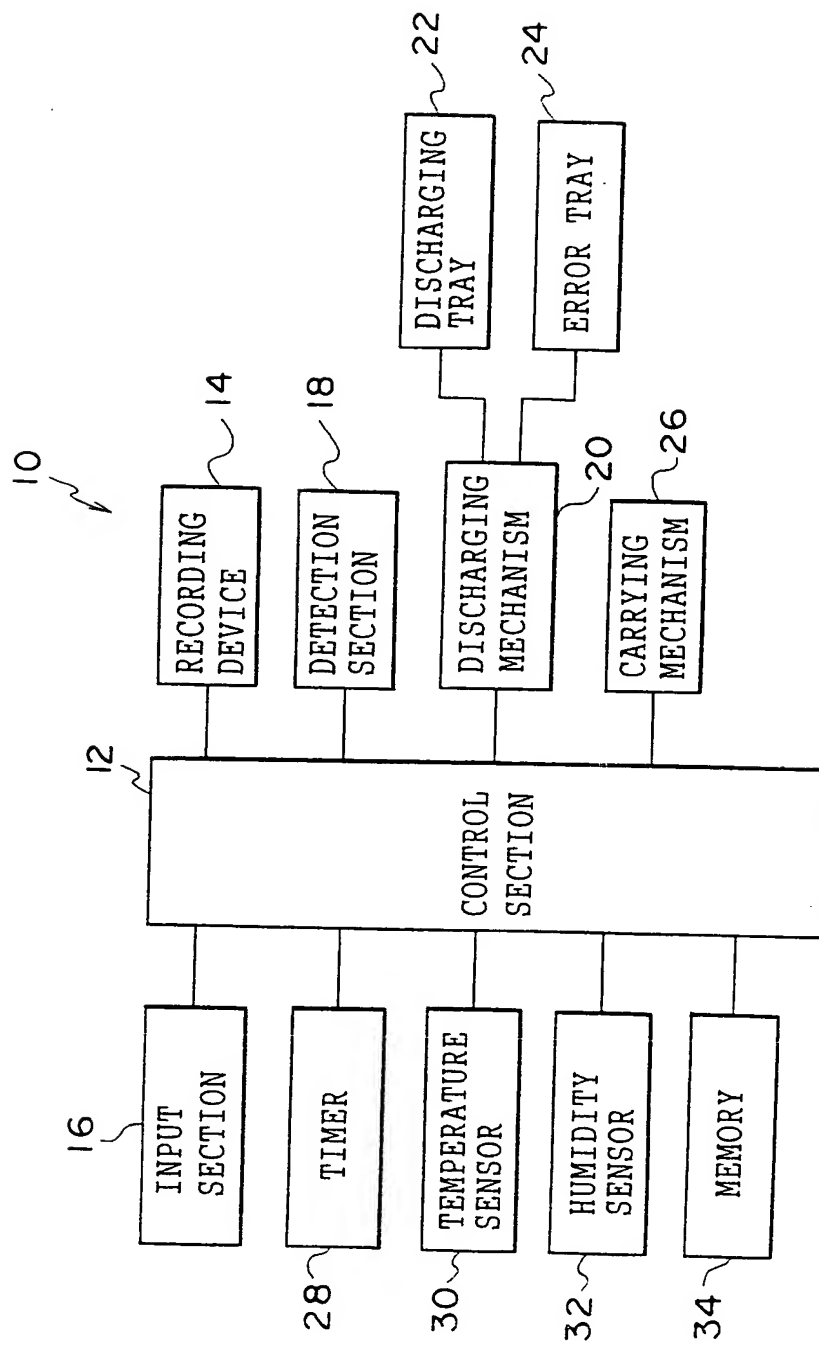 10
12
16
INPUT
SECTION
28
TIMER
30
TEMPERATURE
SENSOR
32
HUMIDITY
SENSOR
34
MEMORY
CONTROL
SECTION
14
RECORDING
DEVICE
18
DETECTION
SECTION
20
DISCHARGING
MECHANISM
26
CARRYING
MECHANISM
22
DISCHARGING
TRAY
24
ERROR TRAY